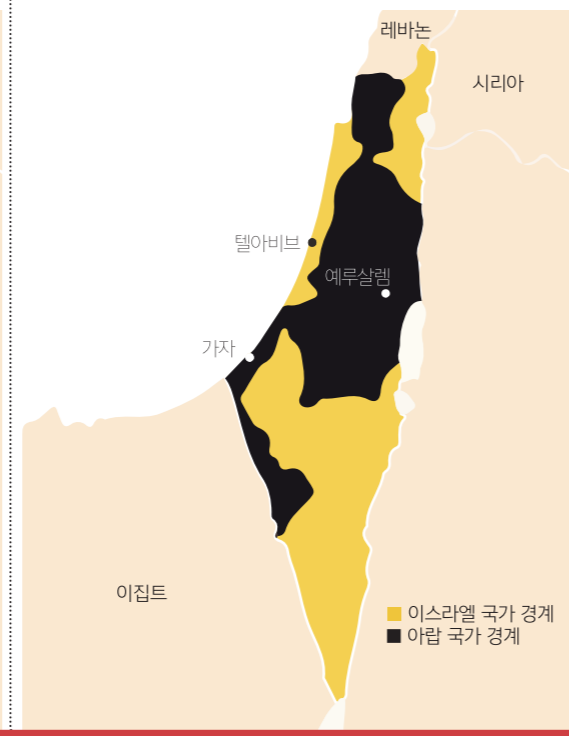 레바논
시리아
텔아비브
예루살렘
가자
이집트
이스라엘 국가 경계
아랍 국가 경계